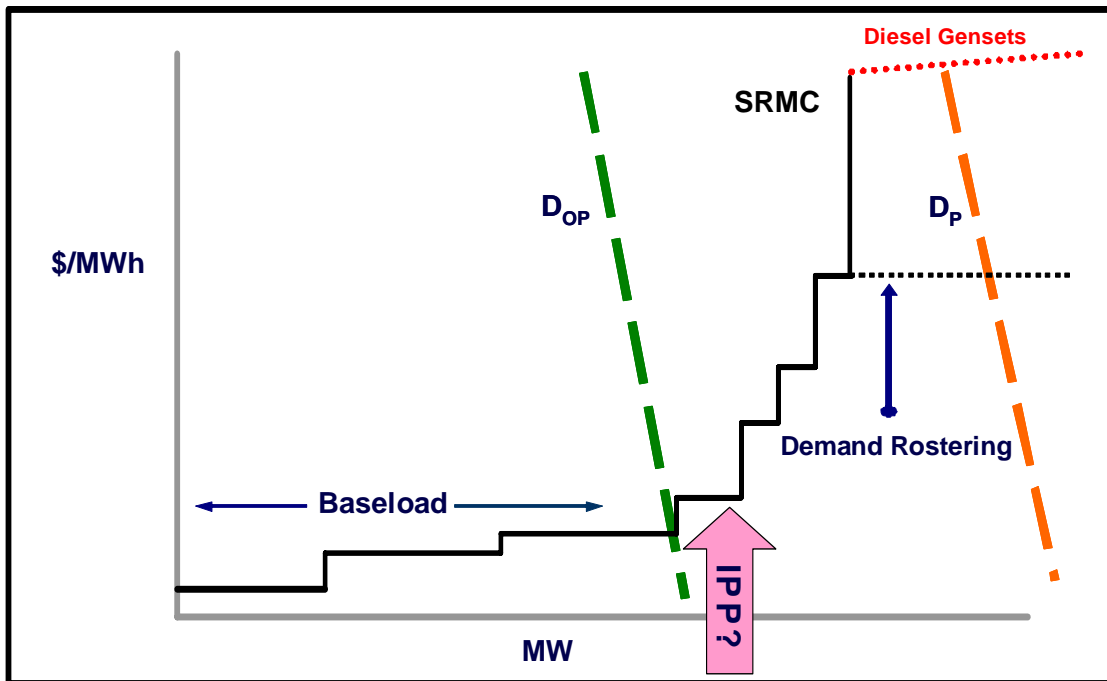 Diesel Gensets
SRMC
D_OP
D_P
$/MWh
Demand Rostering
Baseload
IPP?
MW